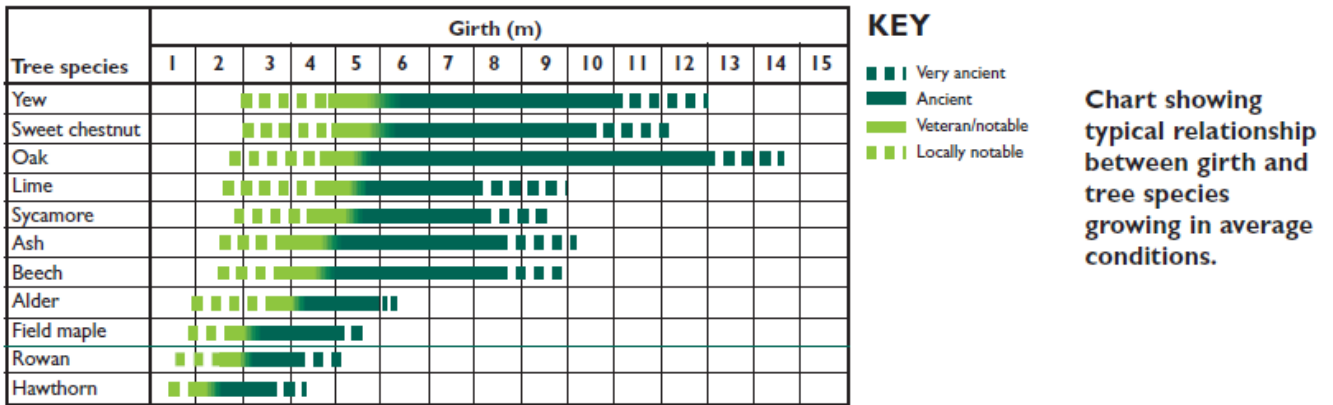 Girth (m)
Tree species 1 2 3 4 5 6 7 8 9 10 11 12 13 14 15
Yew
Sweet chestnut
Oak
Lime
Sycamore
Ash
Beech
Alder
Field maple
Rowan
Hawthorn
KEY
Very ancient
Ancient
Veteran/notable
Locally notable
Chart showing
typical relationship
between girth and
tree species
growing in average
conditions.